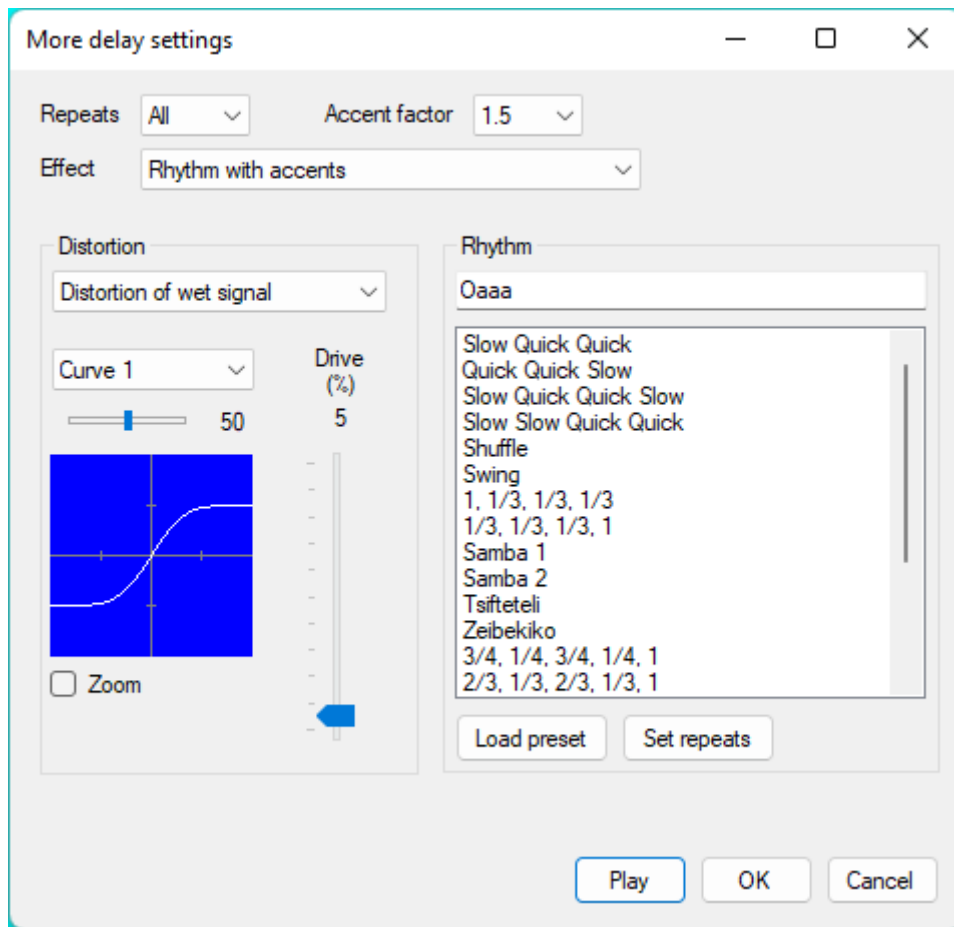 More delay settings
Repeats All Accent factor 1.5
Effect Rhythm with accents
Distortion
Distortion of wet signal
Curve 1
50
Drive
(%)
5
Zoom
Rhythm
Oaaa
Slow Quick Quick
Quick Quick Slow
Slow Quick Quick Slow
Slow Slow Quick Quick
Shuffle
Swing
1, 1/3, 1/3, 1/3
1/3, 1/3, 1/3, 1
Samba 1
Samba 2
Tsifteteli
Zeibekiko
3/4, 1/4, 3/4, 1/4, 1
2/3, 1/3, 2/3, 1/3, 1
Load preset Set repeats
Play OK Cancel